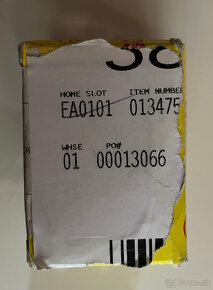 HOME SLOT ITEM NUMBER
EA0101 013475
WHSE PO#
01 00013066